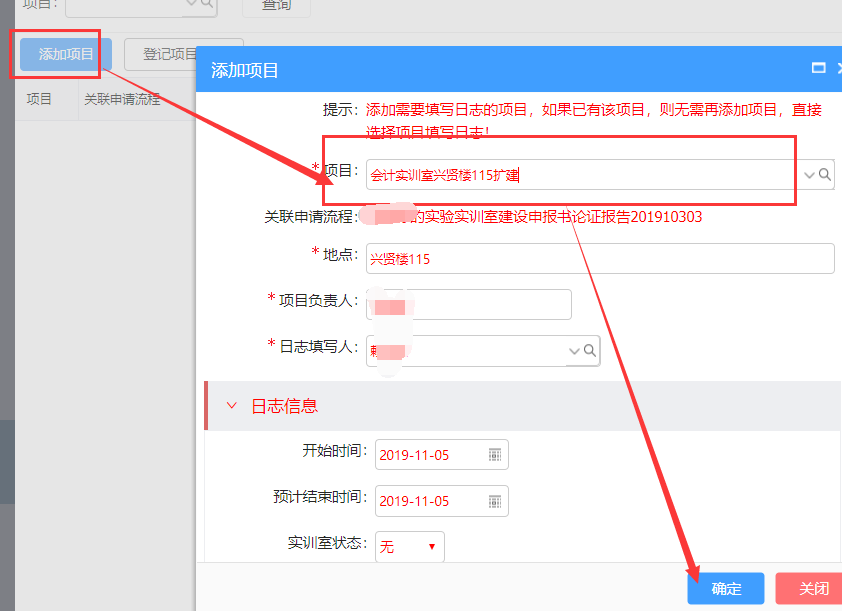 项目：
查询
添加项目
登记项目
项目
关联申请流程
添加项目
提示：添加需要填写日志的项目，如果已有该项目，则无需再添加项目，直接
选择项目填写日志！
*项目： 会计实训室兴贤楼115扩建
关联申请流程： 的实验实训室建设申报书论证报告201910303
*地点： 兴贤楼115
*项目负责人：
*日志填写人：
日志信息
开始时间： 2019-11-05
预计结束时间： 2019-11-05
实训室状态： 无
确定
关闭